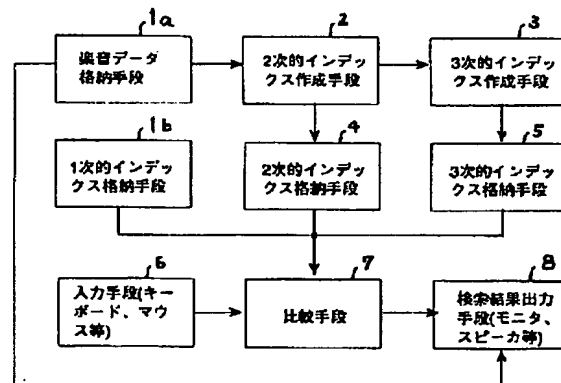 1a
楽音データ
格納手段
2
2次的インデッ
クス作成手段
3
3次的インデッ
クス作成手段
1b
1次的インデッ
クス格納手段
4
2次的インデッ
クス格納手段
5
3次的インデッ
クス格納手段
6
入力手段(キー
ボード、マウ
ス等)
7
比較手段
8
検索結果出力
手段(モニタ、
スピーカ等)